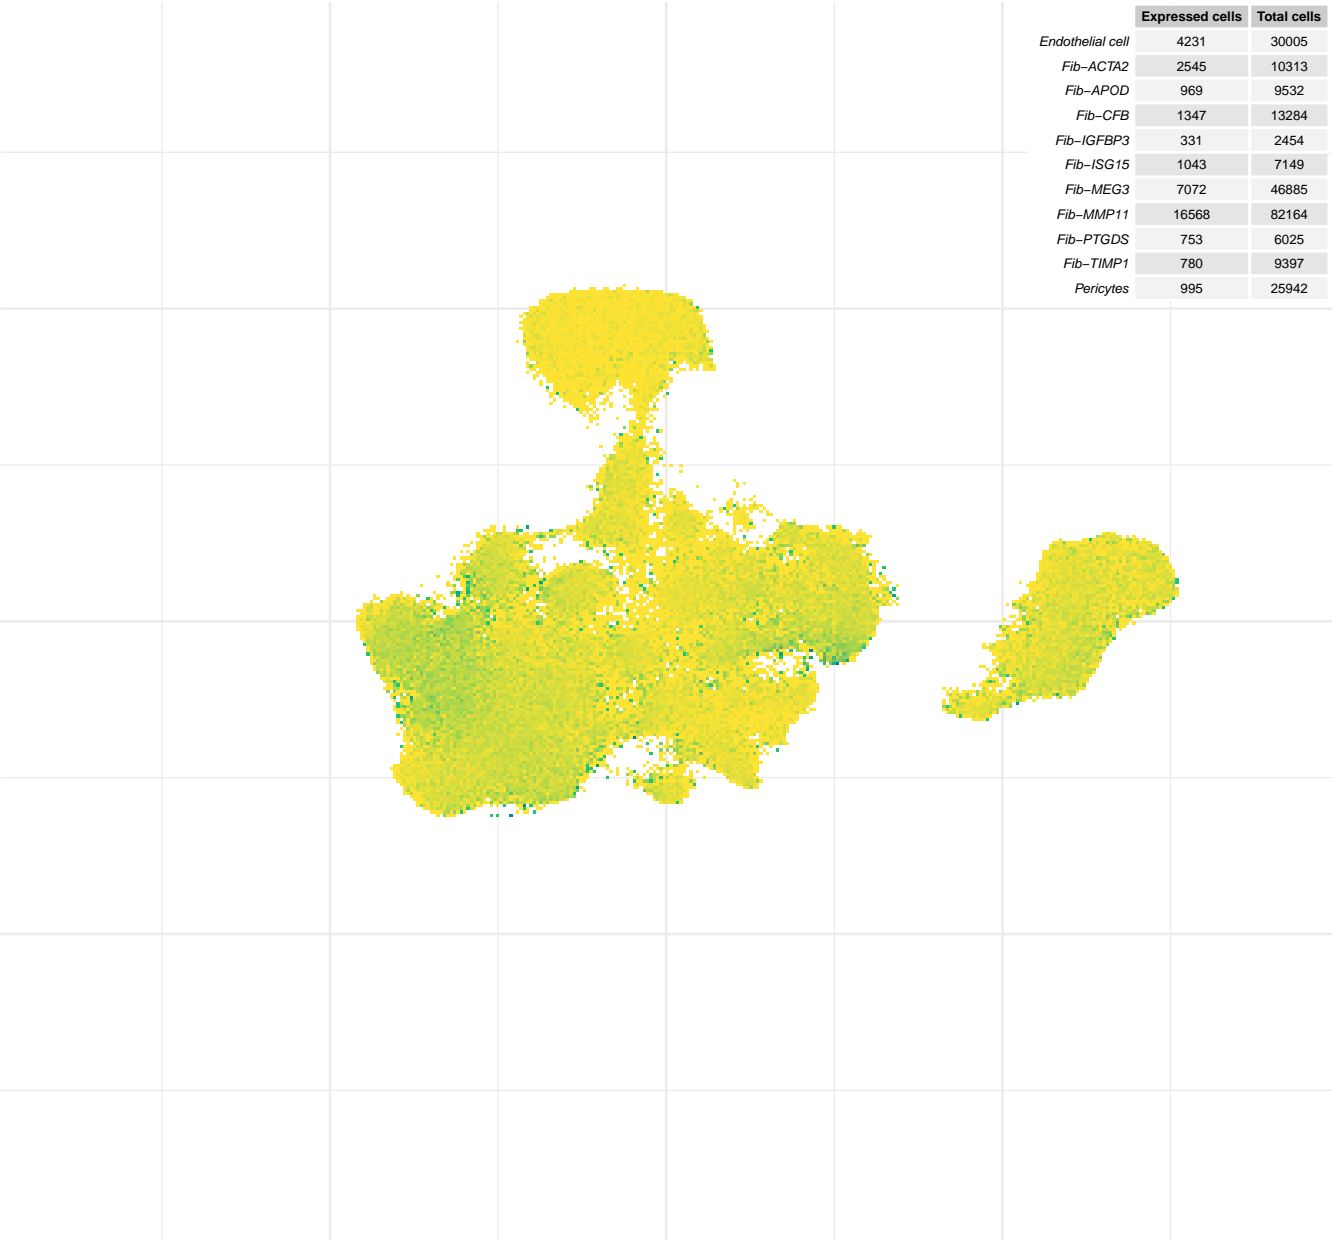 Expressed cells Total cells
Endothelial cell 4231 30005
Fib−ACTA2 2545 10313
Fib−APOD 969 9532
Fib−CFB 1347 13284
Fib−IGFBP3 331 2454
Fib−ISG15 1043 7149
Fib−MEG3 7072 46885
Fib−MMP11 16568 82164
Fib−PTGDS 753 6025
Fib−TIMP1 780 9397
Pericytes 995 25942